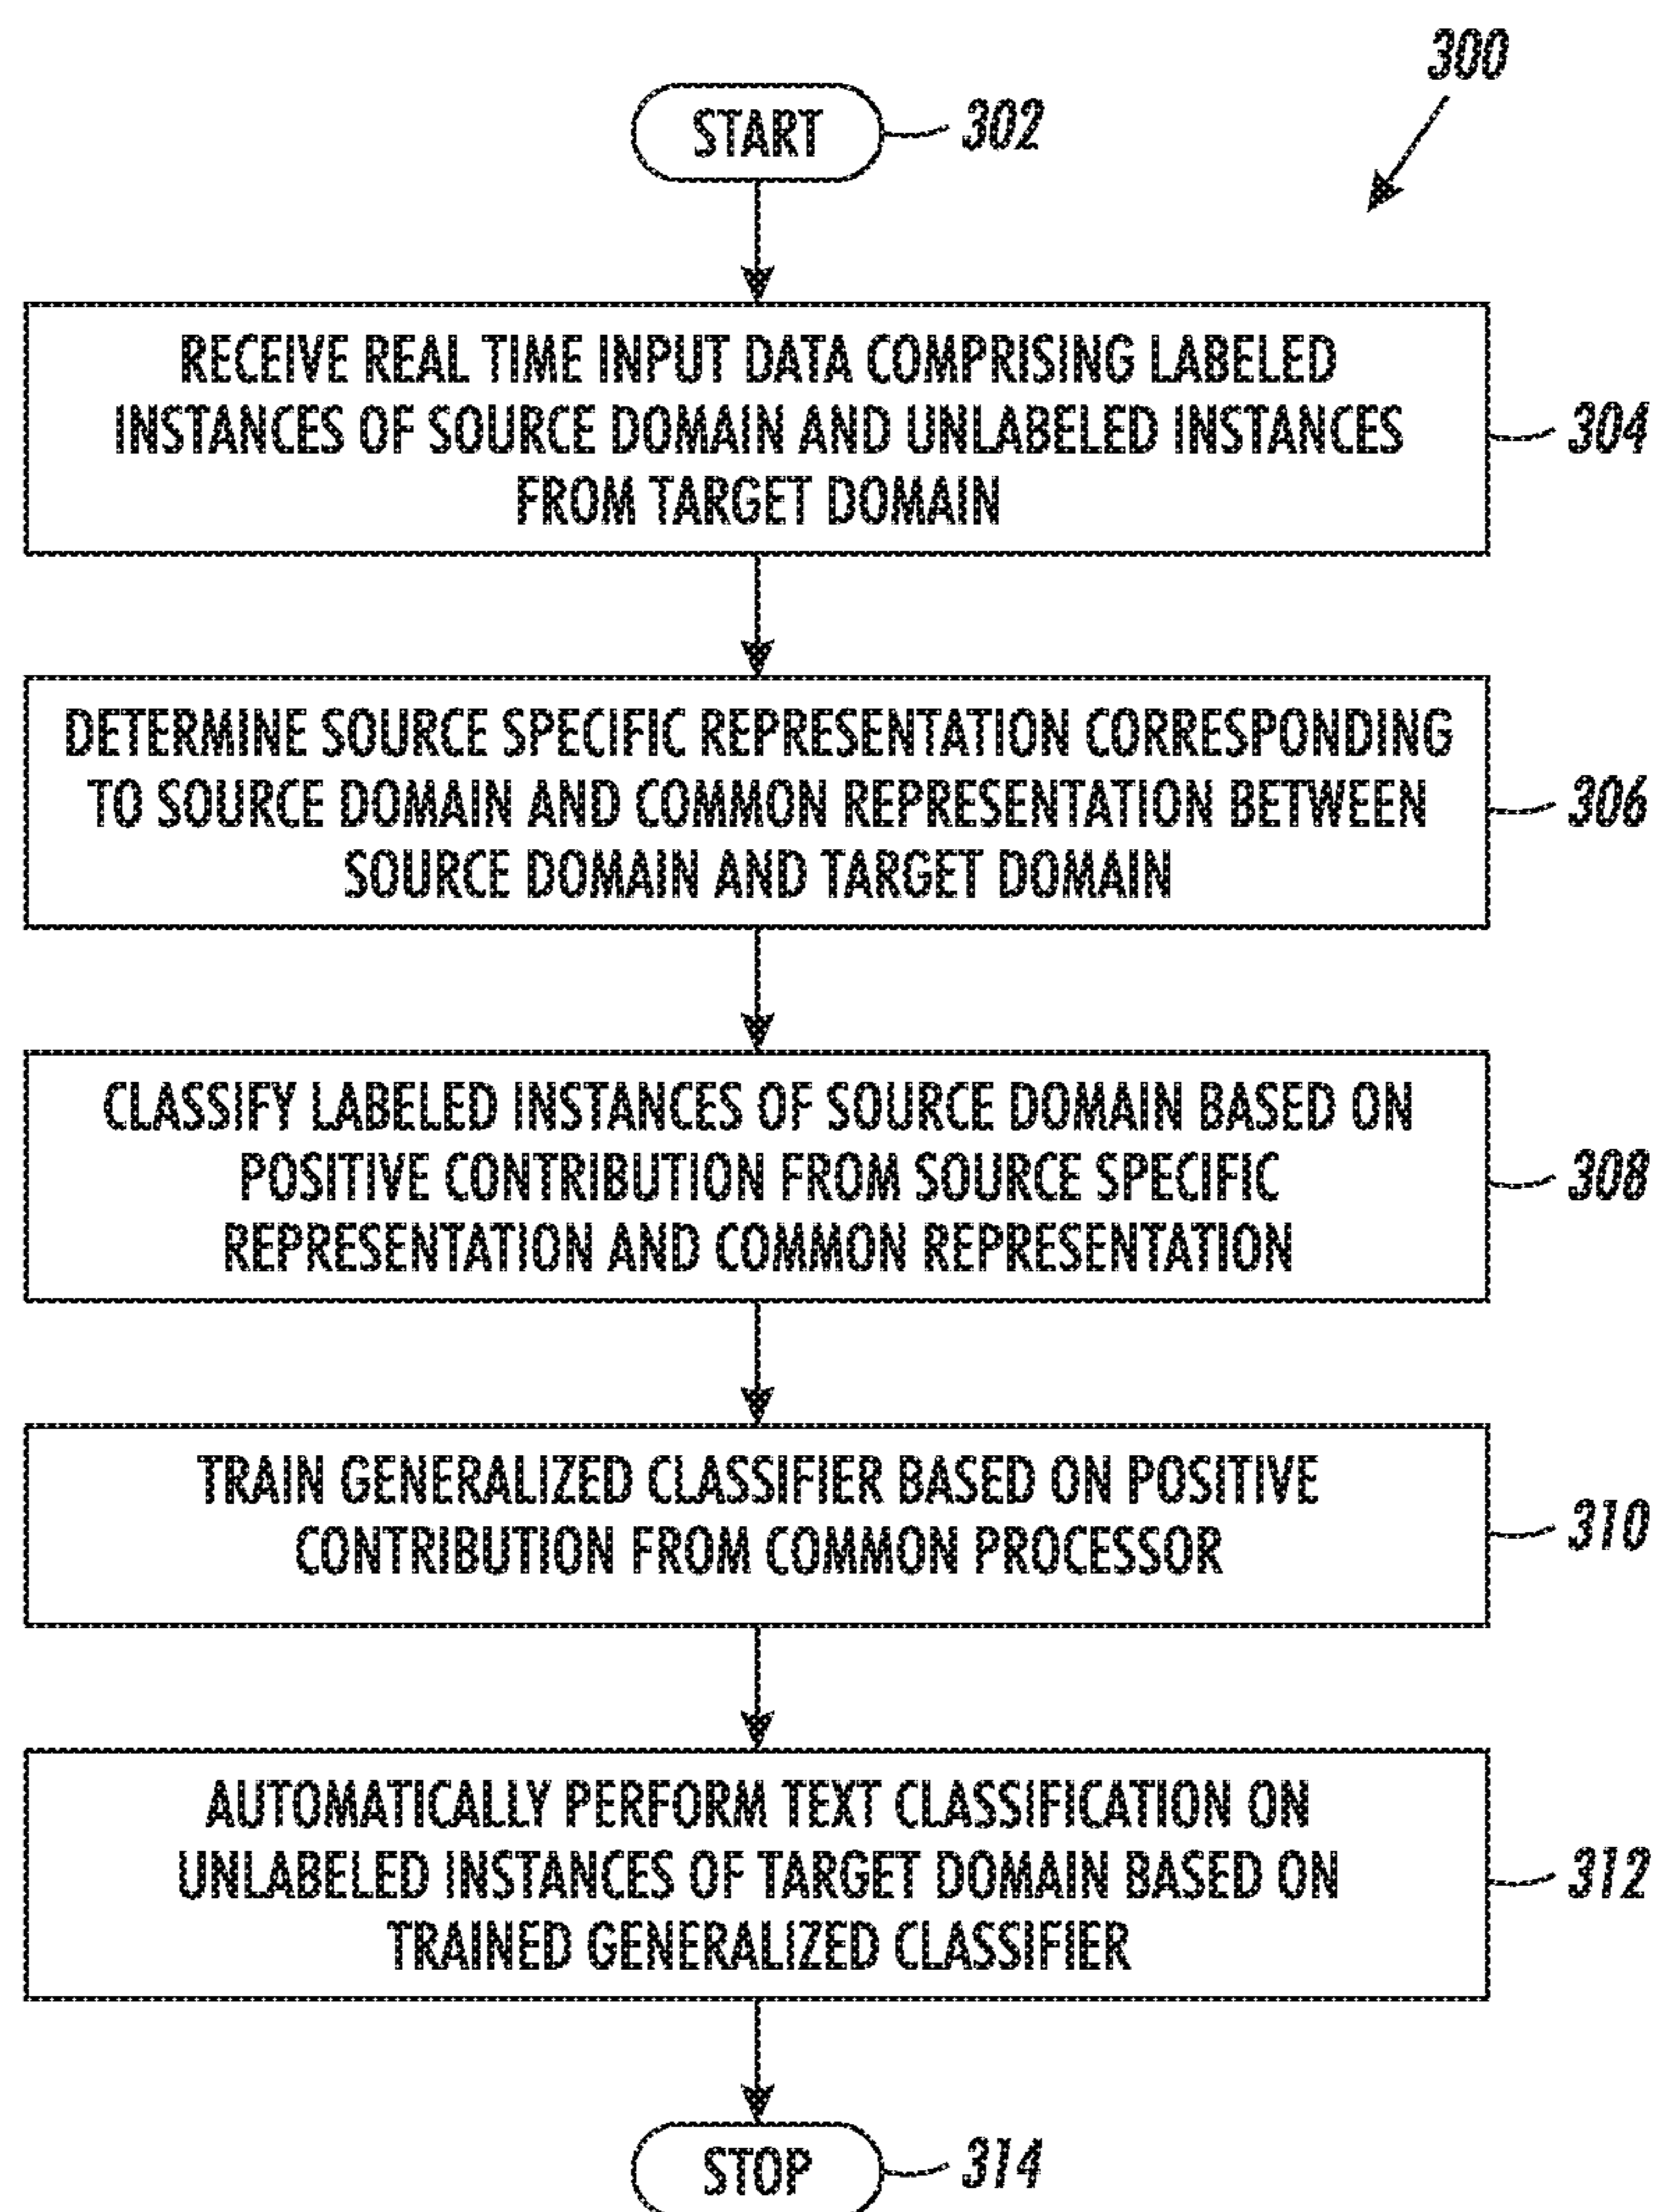 300
START
302
RECEIVE REAL TIME INPUT DATA COMPRISING LABELED
INSTANCES OF SOURCE DOMAIN AND UNLABELED INSTANCES
FROM TARGET DOMAIN
304
DETERMINE SOURCE SPECIFIC REPRESENTATION CORRESPONDING
TO SOURCE DOMAIN AND COMMON REPRESENTATION BETWEEN
SOURCE DOMAIN AND TARGET DOMAIN
306
CLASSIFY LABELED INSTANCES OF SOURCE DOMAIN BASED ON
POSITIVE CONTRIBUTION FROM SOURCE SPECIFIC
REPRESENTATION AND COMMON REPRESENTATION
308
TRAIN GENERALIZED CLASSIFIER BASED ON POSITIVE
CONTRIBUTION FROM COMMON PROCESSOR
310
AUTOMATICALLY PERFORM TEXT CLASSIFICATION ON
UNLABELED INSTANCES OF TARGET DOMAIN BASED ON
TRAINED GENERALIZED CLASSIFIER
312
STOP
314